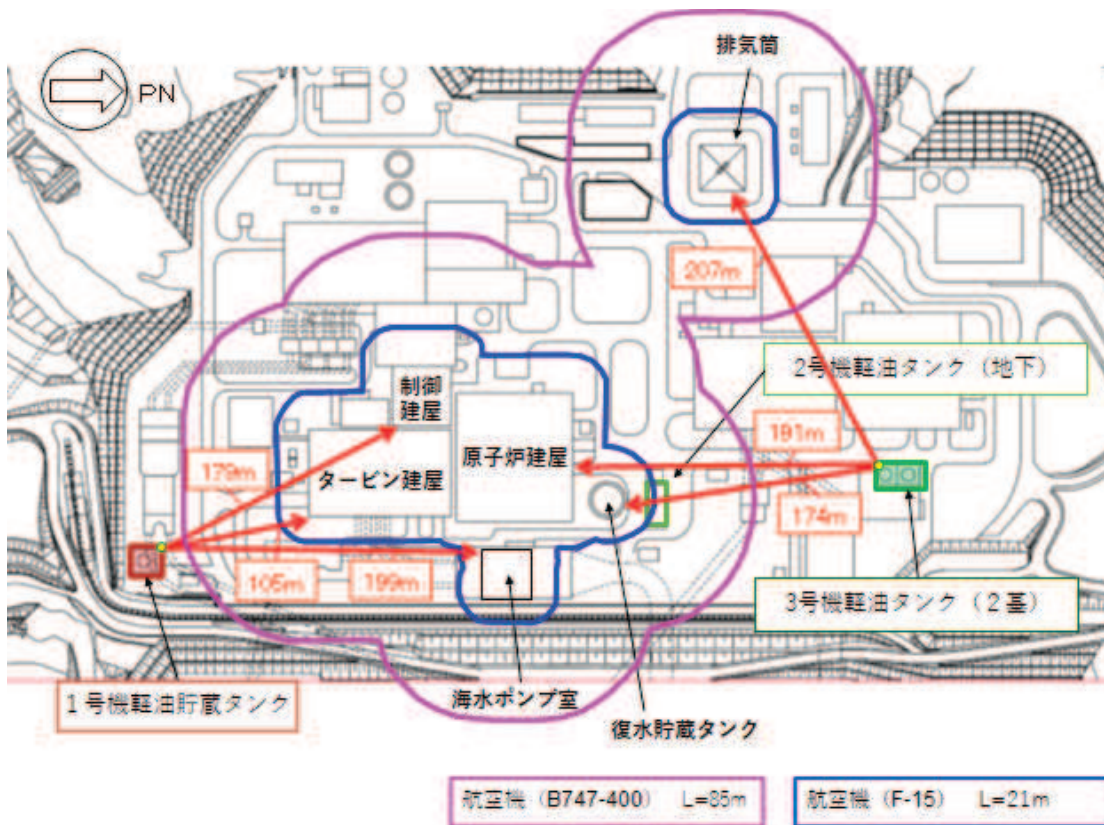 排気筒
PN
207m
2号機軽油タンク（地下）
制御
建屋
191m
原子炉建屋
179m
タービン建屋
174m
105m
199m
3号機軽油タンク（２基）
1号機軽油貯蔵タンク
海水ポンプ室
復水貯蔵タンク
航空機（B747-400） L=85m
航空機（F-15） L=21m